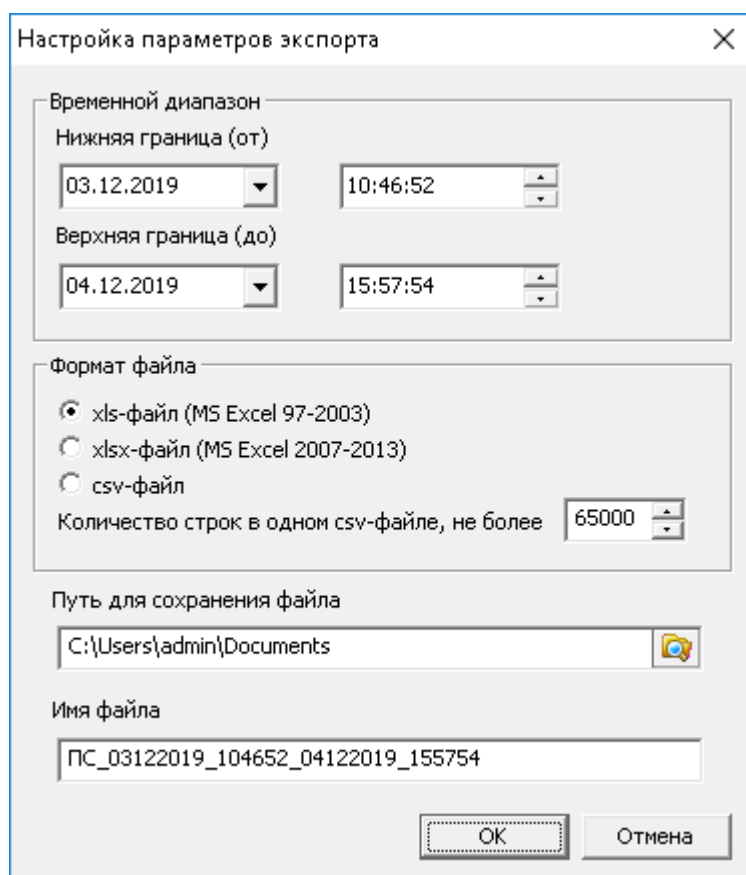 Настройка параметров экспорта
Временной диапазон
Нижняя граница (от)
03.12.2019 10:46:52
Верхняя граница (до)
04.12.2019 15:57:54
Формат файла
xls-файл (MS Excel 97-2003)
xlsx-файл (MS Excel 2007-2013)
csv-файл
Количество строк в одном csv-файле, не более 65000
Путь для сохранения файла
C:\Users\admin\Documents
Имя файла
ПС_03122019_104652_04122019_155754
OK Отмена